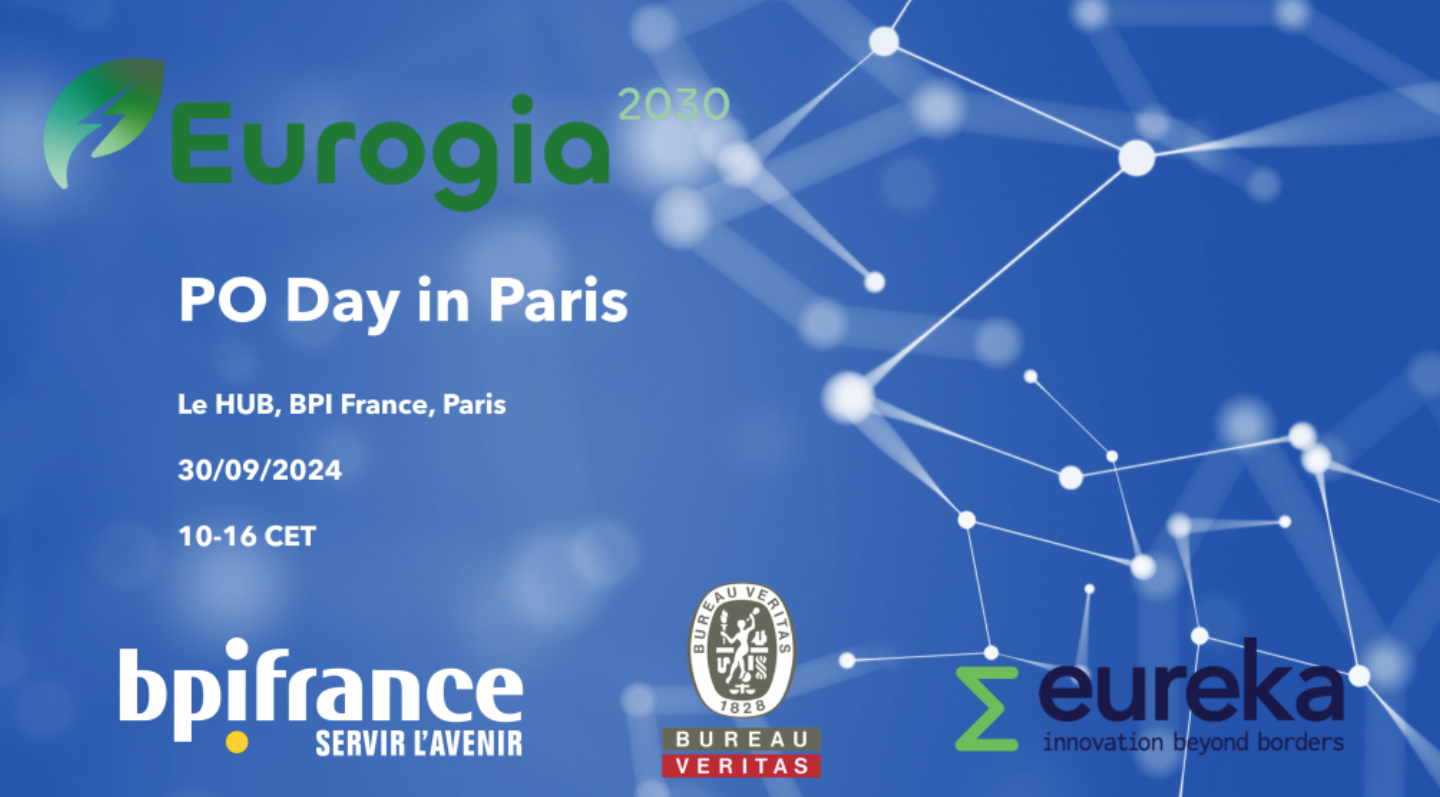 Eurogia 2030
PO Day in Paris
Le HUB, BPI France, Paris
30/09/2024
10-16 CET
bpifrance
SERVIR L'AVENIR
BUREAU VERITAS
1828
BUREAU
VERITAS
eureka
innovation beyond borders